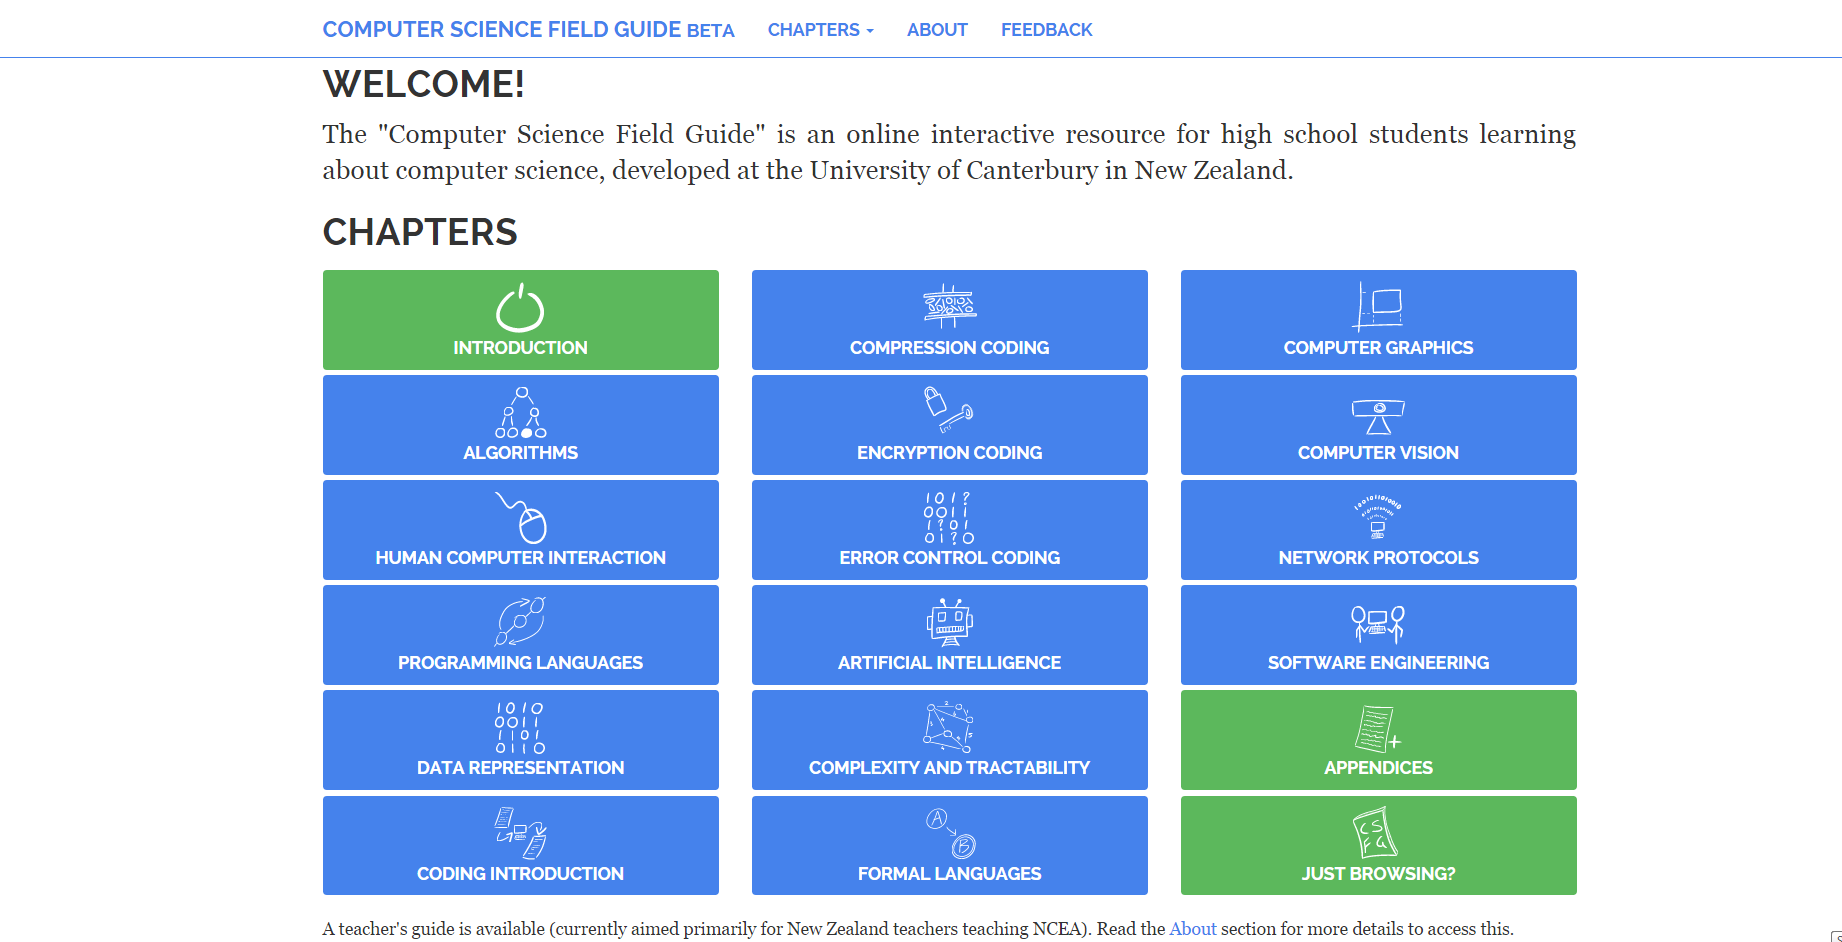 COMPUTER SCIENCE FIELD GUIDE BETA CHAPTERS ABOUT FEEDBACK
WELCOME!
The "Computer Science Field Guide" is an online interactive resource for high school students learning
about computer science, developed at the University of Canterbury in New Zealand.
CHAPTERS
INTRODUCTION COMPRESSION CODING COMPUTER GRAPHICS
ALGORITHMS ENCRYPTION CODING COMPUTER VISION
HUMAN COMPUTER INTERACTION ERROR CONTROL CODING NETWORK PROTOCOLS
PROGRAMMING LANGUAGES ARTIFICIAL INTELLIGENCE SOFTWARE ENGINEERING
DATA REPRESENTATION COMPLEXITY AND TRACTABILITY APPENDICES
CODING INTRODUCTION FORMAL LANGUAGES JUST BROWSING?
A teacher's guide is available (currently aimed primarily for New Zealand teachers teaching NCEA). Read the About section for more details to access this.